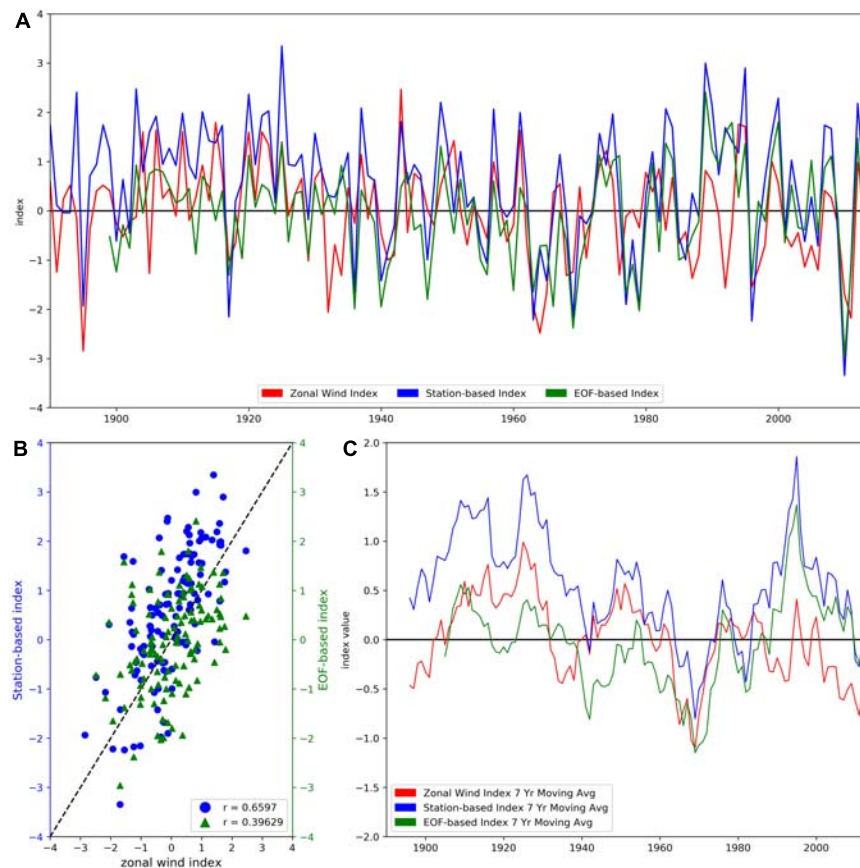 A
4
3
2
1
0
−1
−2
−3
−4
index
1900 1920 1940 1960 1980 2000
Zonal Wind Index Station-based Index EOF-based Index
B
4
3
2
1
0
−1
−2
−3
−4
Station-based index
4
3
2
1
0
−1
−2
−3
−4
EOF-based index
r = 0.6597
r = 0.39629
−4 −3 −2 −1 0 1 2 3 4
zonal wind index
C
2.0
1.5
1.0
0.5
0.0
−0.5
−1.0
−1.5
−2.0
index value
Zonal Wind Index 7 Yr Moving Avg
Station-based Index 7 Yr Moving Avg
EOF-based Index 7 Yr Moving Avg
1900 1920 1940 1960 1980 2000